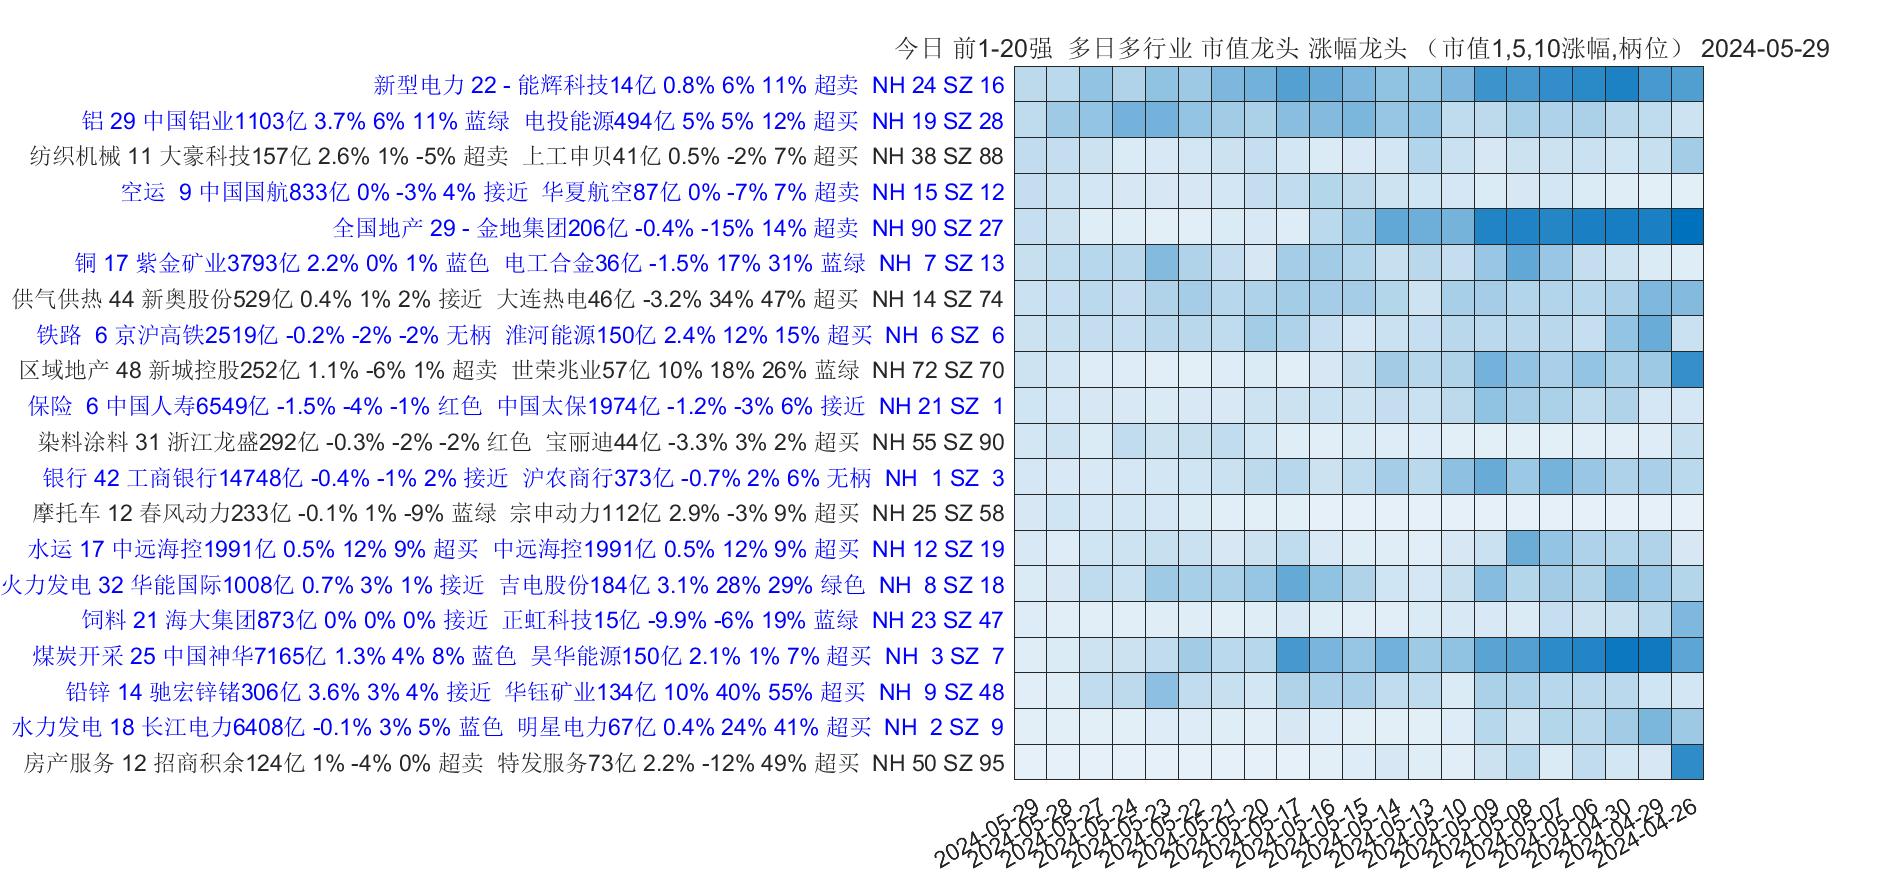 今日 前1-20强 多日多行业 市值龙头 涨幅龙头 （市值1,5,10涨幅,柄位） 2024-05-29
新型电力 22 - 能辉科技14亿 0.8% 6% 11% 超卖 NH 24 SZ 16
铝 29 中国铝业1103亿 3.7% 6% 11% 蓝绿 电投能源494亿 5% 5% 12% 超买 NH 19 SZ 28
纺织机械 11 大豪科技157亿 2.6% 1% -5% 超卖 上工申贝41亿 0.5% -2% 7% 超买 NH 38 SZ 88
空运 9 中国国航833亿 0% -3% 4% 接近 华夏航空87亿 0% -7% 7% 超卖 NH 15 SZ 12
全国地产 29 - 金地集团206亿 -0.4% -15% 14% 超卖 NH 90 SZ 27
铜 17 紫金矿业3793亿 2.2% 0% 1% 蓝色 电工合金36亿 -1.5% 17% 31% 蓝绿 NH 7 SZ 13
供气供热 44 新奥股份529亿 0.4% 1% 2% 接近 大连热电46亿 -3.2% 34% 47% 超买 NH 14 SZ 74
铁路 6 京沪高铁2519亿 -0.2% -2% -2% 无柄 淮河能源150亿 2.4% 12% 15% 超买 NH 6 SZ 6
区域地产 48 新城控股252亿 1.1% -6% 1% 超卖 世荣兆业57亿 10% 18% 26% 蓝绿 NH 72 SZ 70
保险 6 中国人寿6549亿 -1.5% -4% -1% 红色 中国太保1974亿 -1.2% -3% 6% 接近 NH 21 SZ 1
染料涂料 31 浙江龙盛292亿 -0.3% -2% -2% 红色 宝丽迪44亿 -3.3% 3% 2% 超买 NH 55 SZ 90
银行 42 工商银行14748亿 -0.4% -1% 2% 接近 沪农商行373亿 -0.7% 2% 6% 无柄 NH 1 SZ 3
摩托车 12 春风动力233亿 -0.1% 1% -9% 蓝绿 宗申动力112亿 2.9% -3% 9% 超买 NH 25 SZ 58
水运 17 中远海控1991亿 0.5% 12% 9% 超买 中远海控1991亿 0.5% 12% 9% 超买 NH 12 SZ 19
火力发电 32 华能国际1008亿 0.7% 3% 1% 接近 吉电股份184亿 3.1% 28% 29% 绿色 NH 8 SZ 18
饲料 21 海大集团873亿 0% 0% 0% 接近 正虹科技15亿 -9.9% -6% 19% 蓝绿 NH 23 SZ 47
煤炭开采 25 中国神华7165亿 1.3% 4% 8% 蓝色 昊华能源150亿 2.1% 1% 7% 超买 NH 3 SZ 7
铅锌 14 驰宏锌锗306亿 3.6% 3% 4% 接近 华钰矿业134亿 10% 40% 55% 超买 NH 9 SZ 48
水力发电 18 长江电力6408亿 -0.1% 3% 5% 蓝色 明星电力67亿 0.4% 24% 41% 超买 NH 2 SZ 9
房产服务 12 招商积余124亿 1% -4% 0% 超卖 特发服务73亿 2.2% -12% 49% 超买 NH 50 SZ 95
2024-05-29
2024-05-28
2024-05-27
2024-05-24
2024-05-23
2024-05-22
2024-05-21
2024-05-20
2024-05-17
2024-05-16
2024-05-15
2024-05-14
2024-05-13
2024-05-10
2024-05-09
2024-05-08
2024-05-07
2024-05-06
2024-04-30
2024-04-29
2024-04-26